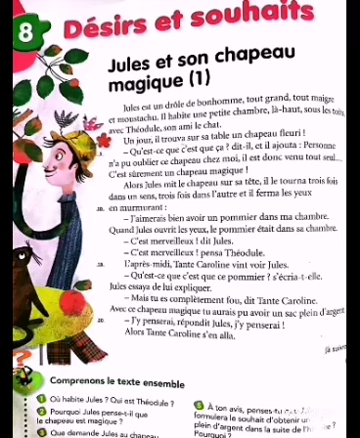 8
Désirs et souhaits
Jules et son chapeau
magique (1)
Jules est un drôle de bonhomme, tout grand, tout maigre
et moustachu. Il habite une petite chambre, là-haut, sous les toits,
avec Théodule, son ami le chat.
Un jour, il trouva sur sa table un chapeau fleuri !
– Qu'est-ce que c'est que ça ? dit-il, et il ajouta : Personne
n'a pu oublier ce chapeau chez moi, il est donc venu tout seul...
C'est sûrement un chapeau magique !
Alors Jules mit le chapeau sur sa tête, il le tourna trois fois
dans un sens, trois fois dans l'autre et il ferma les yeux
10. en murmurant :
– J'aimerais bien avoir un pommier dans ma chambre.
Quand Jules ouvrit les yeux, le pommier était dans sa chambre.
– C'est merveilleux ! dit Jules.
– C'est merveilleux ! pensa Théodule.
15. L'après-midi, Tante Caroline vint voir Jules.
– Qu'est-ce que c'est que ce pommier ? s'écria-t-elle.
Jules essaya de lui expliquer.
– Mais tu es complètement fou, dit Tante Caroline.
Avec ce chapeau magique tu aurais pu avoir un sac plein d'argent
20. – J'y penserai, répondit Jules, j'y penserai !
Alors Tante Caroline s'en alla.
(à suivre
Comprenons le texte ensemble
1 Où habite Jules ? Qui est Théodule ?
2 Pourquoi Jules pense-t-il que
le chapeau est magique ?
3 Que demande Jules au chapeau
5 À ton avis, penses-tu
formulera le souhait d'obtenir un
plein d'argent dans la suite de l'h ?
Pourquoi ?